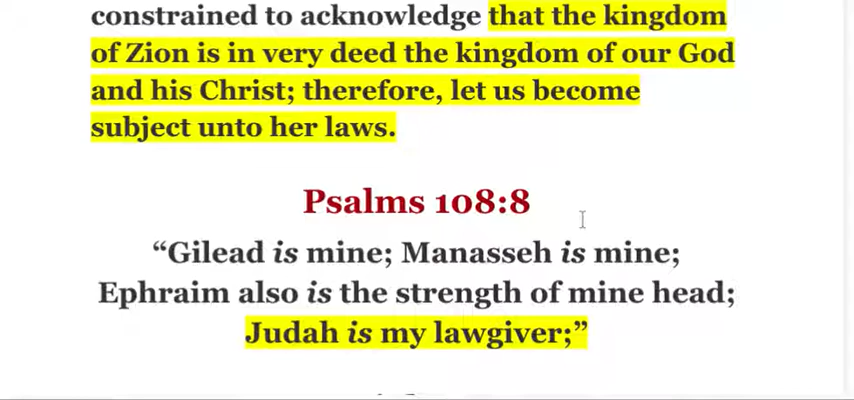 constrained to acknowledge that the kingdom
of Zion is in very deed the kingdom of our God
and his Christ; therefore, let us become
subject unto her laws.
Psalms 108:8
“Gilead is mine; Manasseh is mine;
Ephraim also is the strength of mine head;
Judah is my lawgiver;”